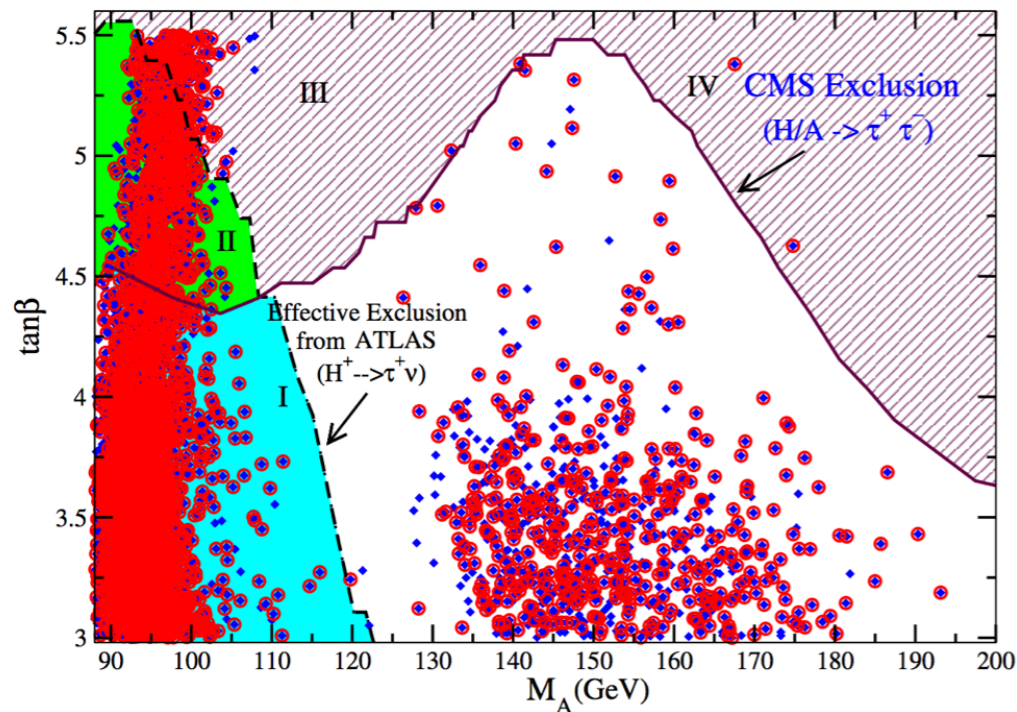 5.5
5
4.5
4
3.5
3
tanβ
III
IV
CMS Exclusion
(H/A -> τ+ τ−)
II
Effective Exclusion
from ATLAS
(H+-->τ+ν)
I
90 100 110 120 130 140 150 160 170 180 190 200
M_A(GeV)